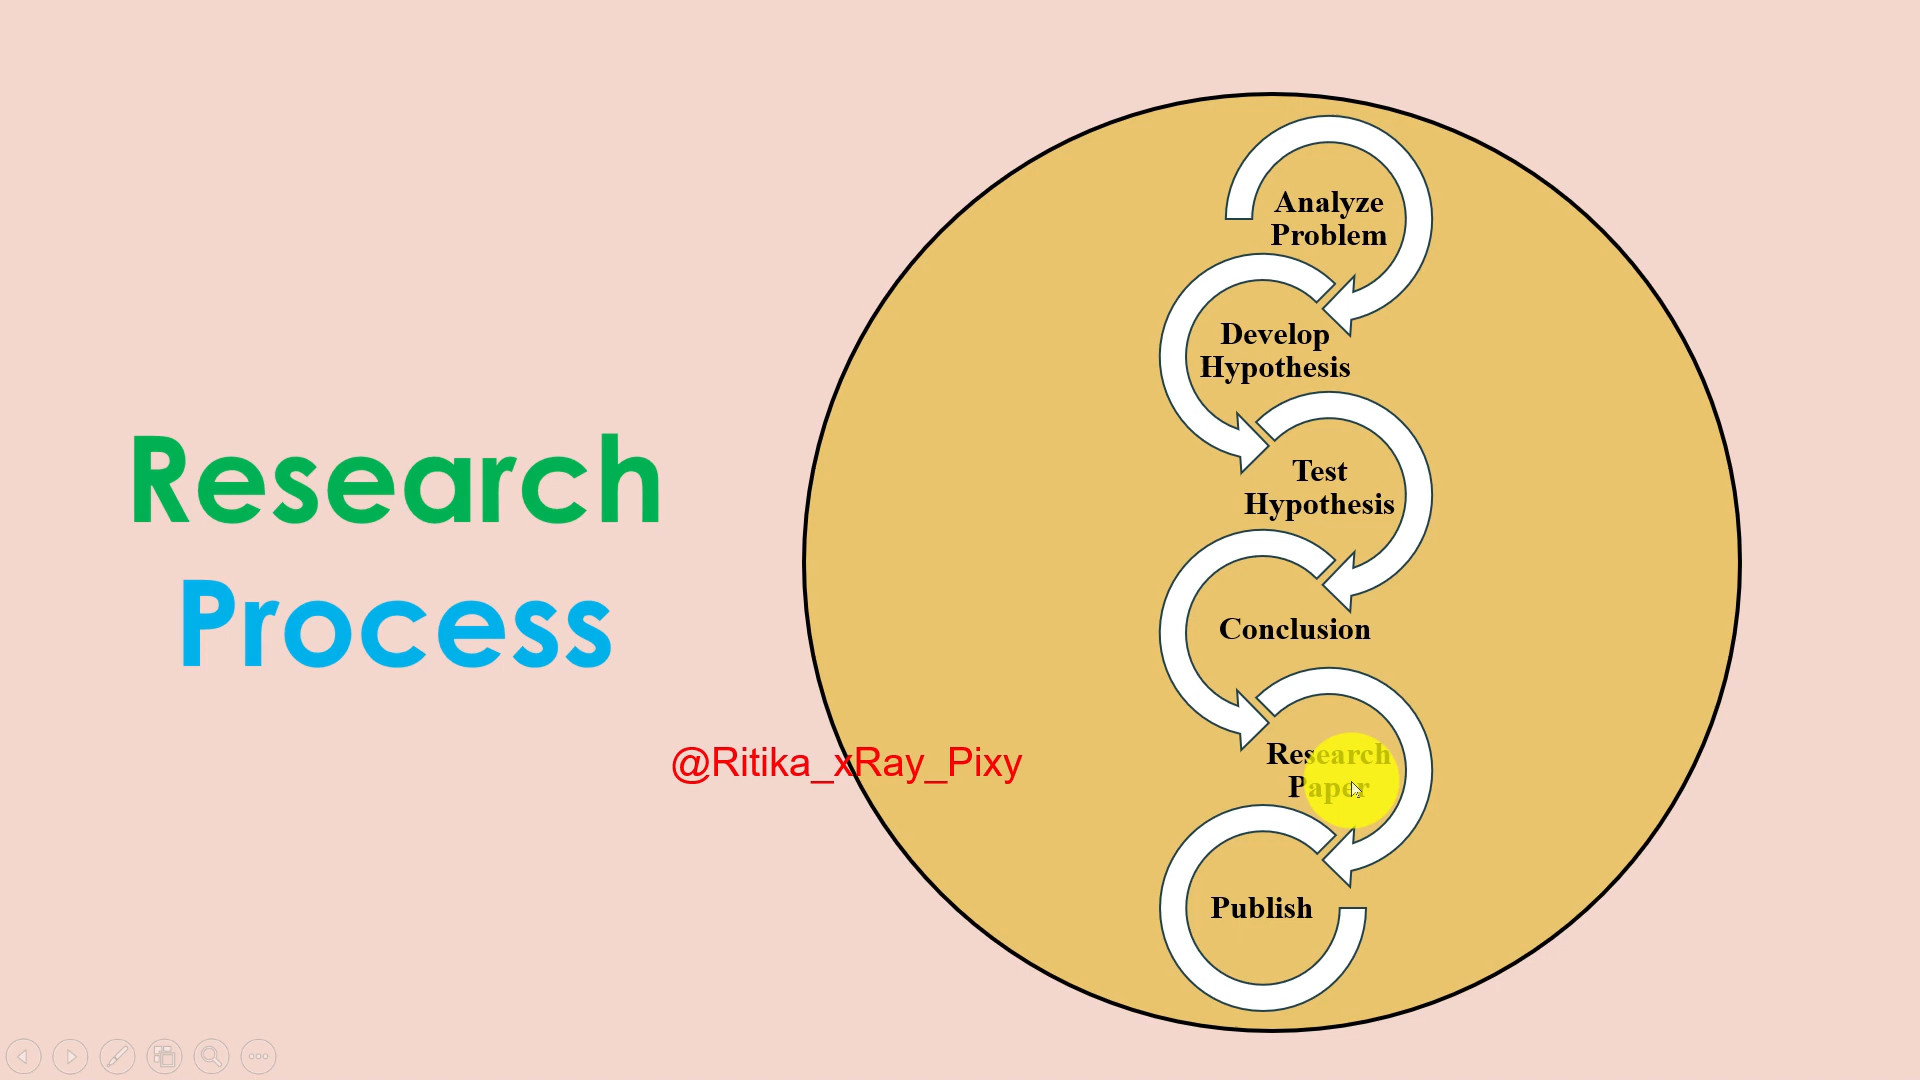 Research
Process
@Ritika_xRay_Pixy
Analyze
Problem
Develop
Hypothesis
Test
Hypothesis
Conclusion
Research
Paper
Publish